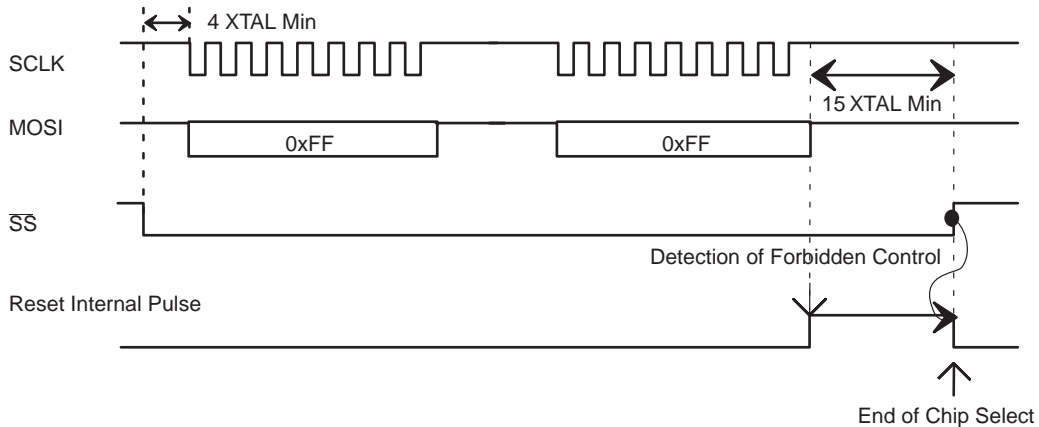 4 XTAL Min
SCLK
15 XTAL Min
MOSI
0xFF
0xFF
SS
Detection of Forbidden Control
Reset Internal Pulse
End of Chip Select